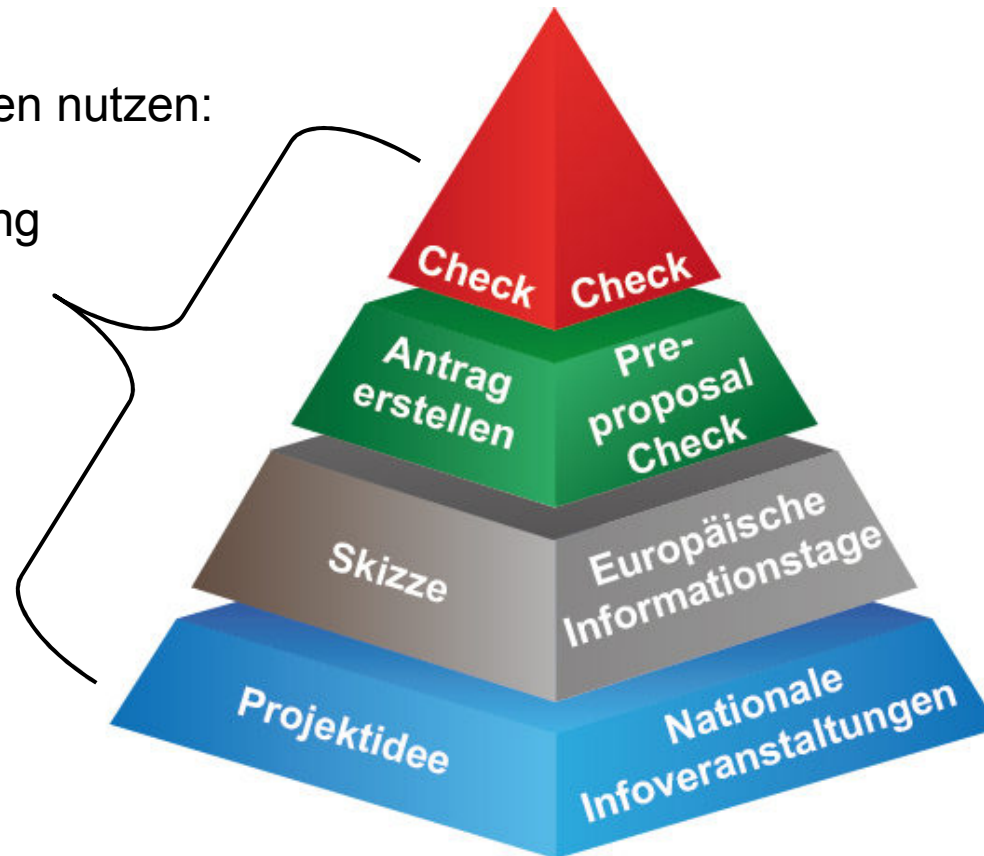 en nutzen:
ng
Check
Check
Antrag
erstellen
Pre-
proposal
Check
Skizze
Europäische
Informationstage
Projektidee
Nationale
Infoveranstaltungen